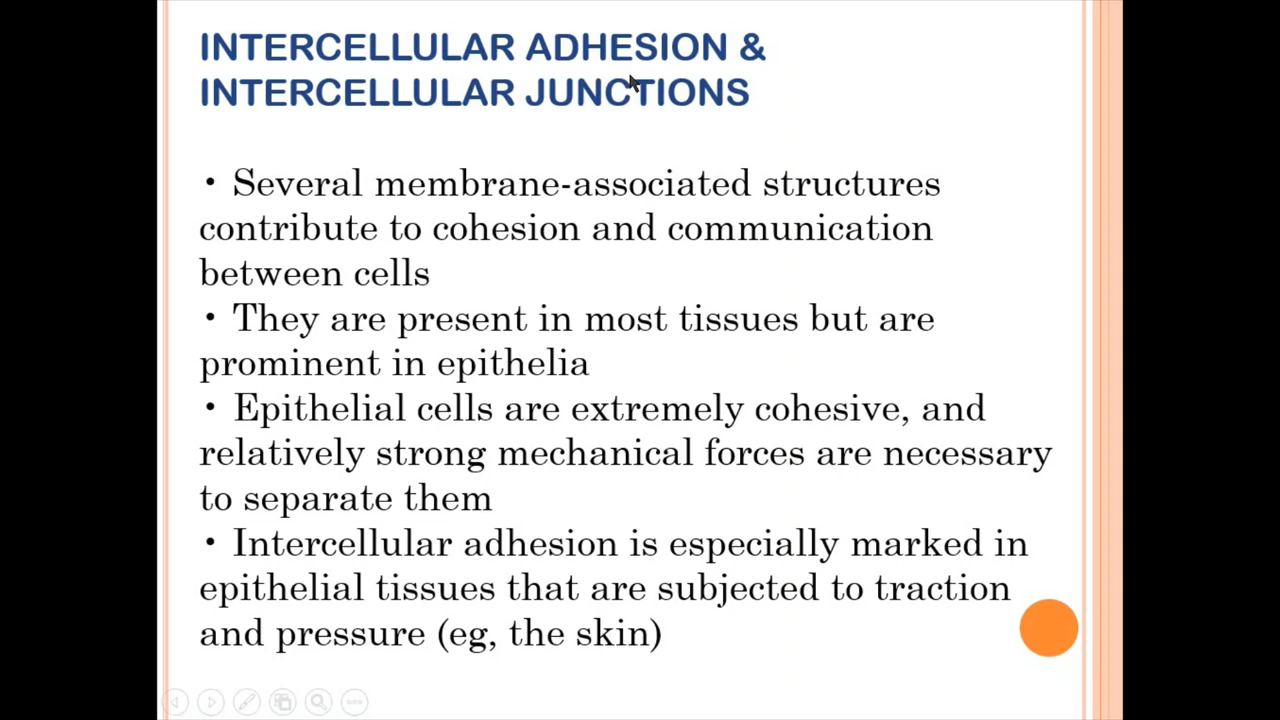 INTERCELLULAR ADHESION &
INTERCELLULAR JUNCTIONS
• Several membrane-associated structures
contribute to cohesion and communication
between cells
• They are present in most tissues but are
prominent in epithelia
• Epithelial cells are extremely cohesive, and
relatively strong mechanical forces are necessary
to separate them
• Intercellular adhesion is especially marked in
epithelial tissues that are subjected to traction
and pressure (eg, the skin)